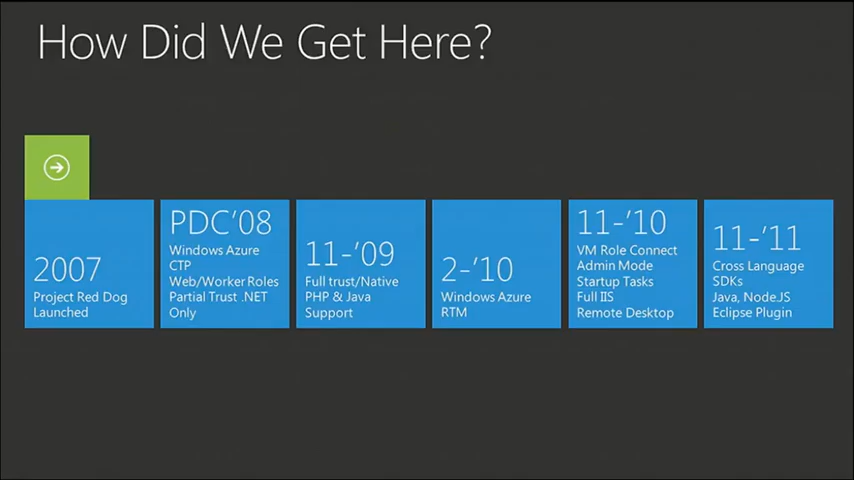 How Did We Get Here?
2007
Project Red Dog
Launched
PDC'08
Windows Azure
CTP
Web/Worker Roles
Partial Trust .NET
Only
11-'09
Full trust/Native
PHP & Java
Support
2-'10
Windows Azure
RTM
11-'10
VM Role Connect
Admin Mode
Startup Tasks
Full IIS
Remote Desktop
11-'11
Cross Language
SDKs
Java, Node.JS
Eclipse Plugin